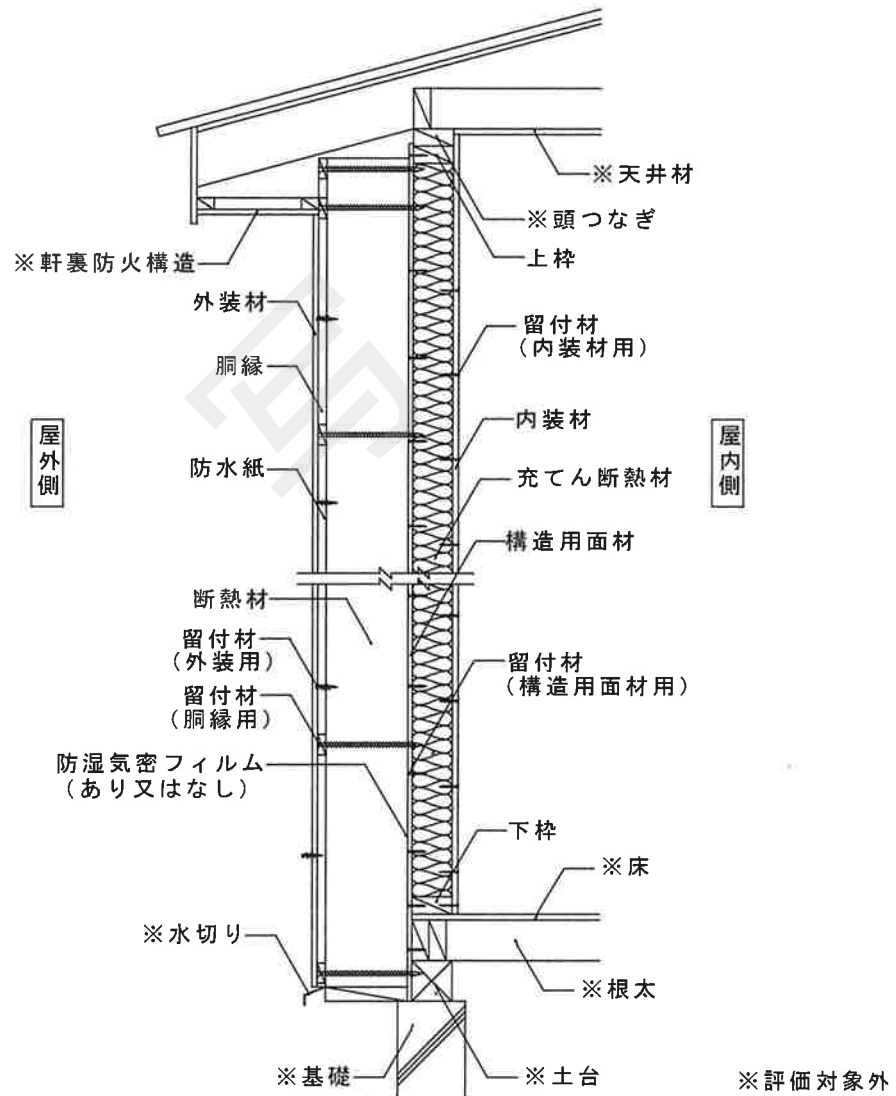 ※天井材
※頭つなぎ
上枠
※軒裏防火構造
外装材
留付材
(内装材用)
胴縁
屋外側
内装材
屋内側
防水紙
充てん断熱材
構造用面材
断熱材
留付材
(外装用)
留付材
(構造用面材用)
留付材
(胴縁用)
防湿気密フィルム
(あり又はなし)
下枠
※床
※水切り
※根太
※基礎
※土台
※評価対象外
写